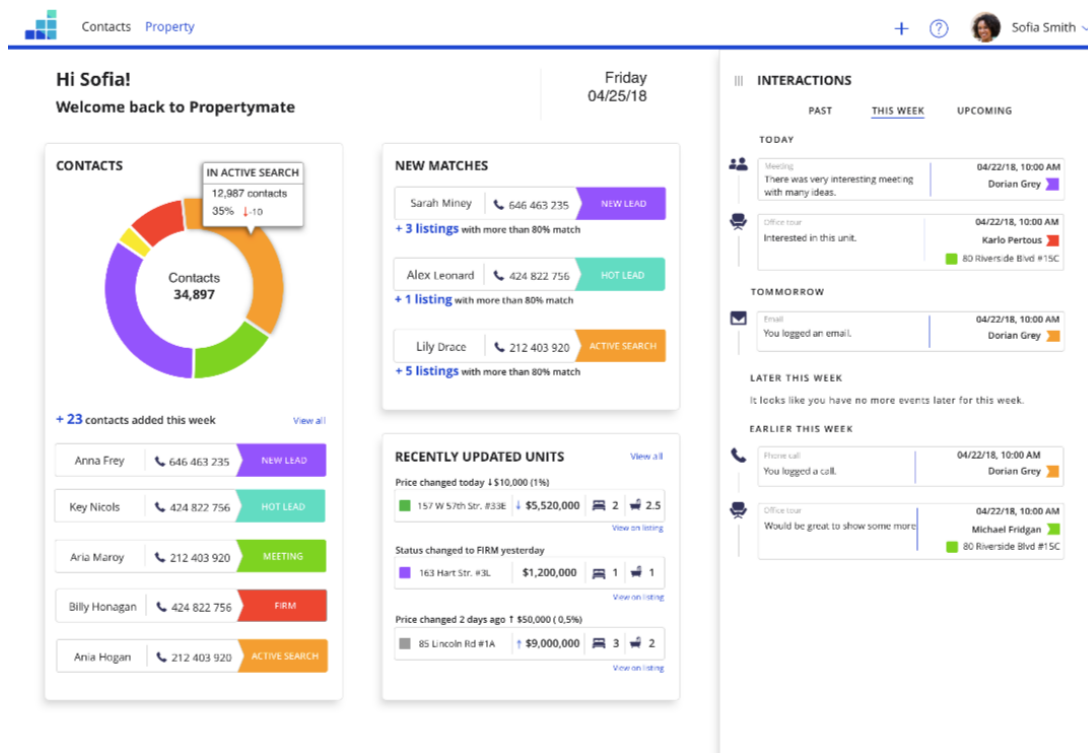 Contacts Property
+ ? Sofia Smith
Hi Sofia!
Welcome back to Propertymate
Friday
04/25/18
CONTACTS
IN ACTIVE SEARCH
12,987 contacts
35% ↓-10
Contacts
34,897
+ 23 contacts added this week View all
Anna Frey 646 463 235 NEW LEAD
Key Nicols 424 822 756 HOT LEAD
Aria Maroy 212 403 920 MEETING
Billy Honagan 424 822 756 FIRM
Ania Hogan 212 403 920 ACTIVE SEARCH
NEW MATCHES
Sarah Miney 646 463 235 NEW LEAD
+ 3 listings with more than 80% match
Alex Leonard 424 822 756 HOT LEAD
+ 1 listing with more than 80% match
Lily Drace 212 403 920 ACTIVE SEARCH
+ 5 listings with more than 80% match
RECENTLY UPDATED UNITS View all
Price changed today ↓$10,000 (1%)
157 W 57th Str. #33E ↓ $5,520,000 2 2.5
View on listing
Status changed to FIRM yesterday
163 Hart Str. #3L $1,200,000 1 1
View on listing
Price changed 2 days ago ↑ $50,000 ( 0,5%)
85 Lincoln Rd #1A ↑ $9,000,000 3 2
View on listing
INTERACTIONS
PAST THIS WEEK UPCOMING
TODAY
Meeting 04/22/18, 10:00 AM
There was very interesting meeting
with many ideas.
Dorian Grey
Office tour 04/22/18, 10:00 AM
Interested in this unit.
Karlo Pertous
80 Riverside Blvd #15C
TOMMORROW
Email 04/22/18, 10:00 AM
You logged an email. Dorian Grey
LATER THIS WEEK
It looks like you have no more events later for this week.
EARLIER THIS WEEK
Phone call 04/22/18, 10:00 AM
You logged a call. Dorian Grey
Office tour 04/22/18, 10:00 AM
Would be great to show some more
Michael Fridgan
80 Riverside Blvd #15C